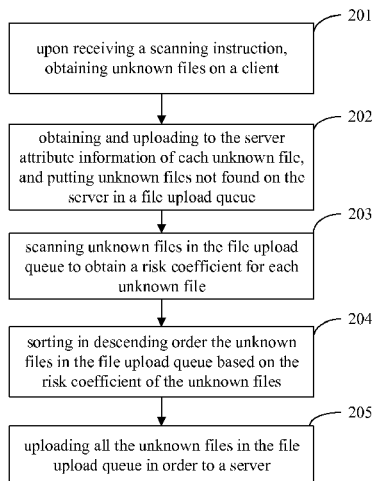 201
upon receiving a scanning instruction,
obtaining unknown files on a client
202
obtaining and uploading to the server
attribute information of each unknown file,
and putting unknown files not found on the
server in a file upload queue
203
scanning unknown files in the file upload
queue to obtain a risk coefficient for each
unknown file
204
sorting in descending order the unknown
files in the file upload queue based on the
risk coefficient of the unknown files
205
uploading all the unknown files in the file
upload queue in order to a server